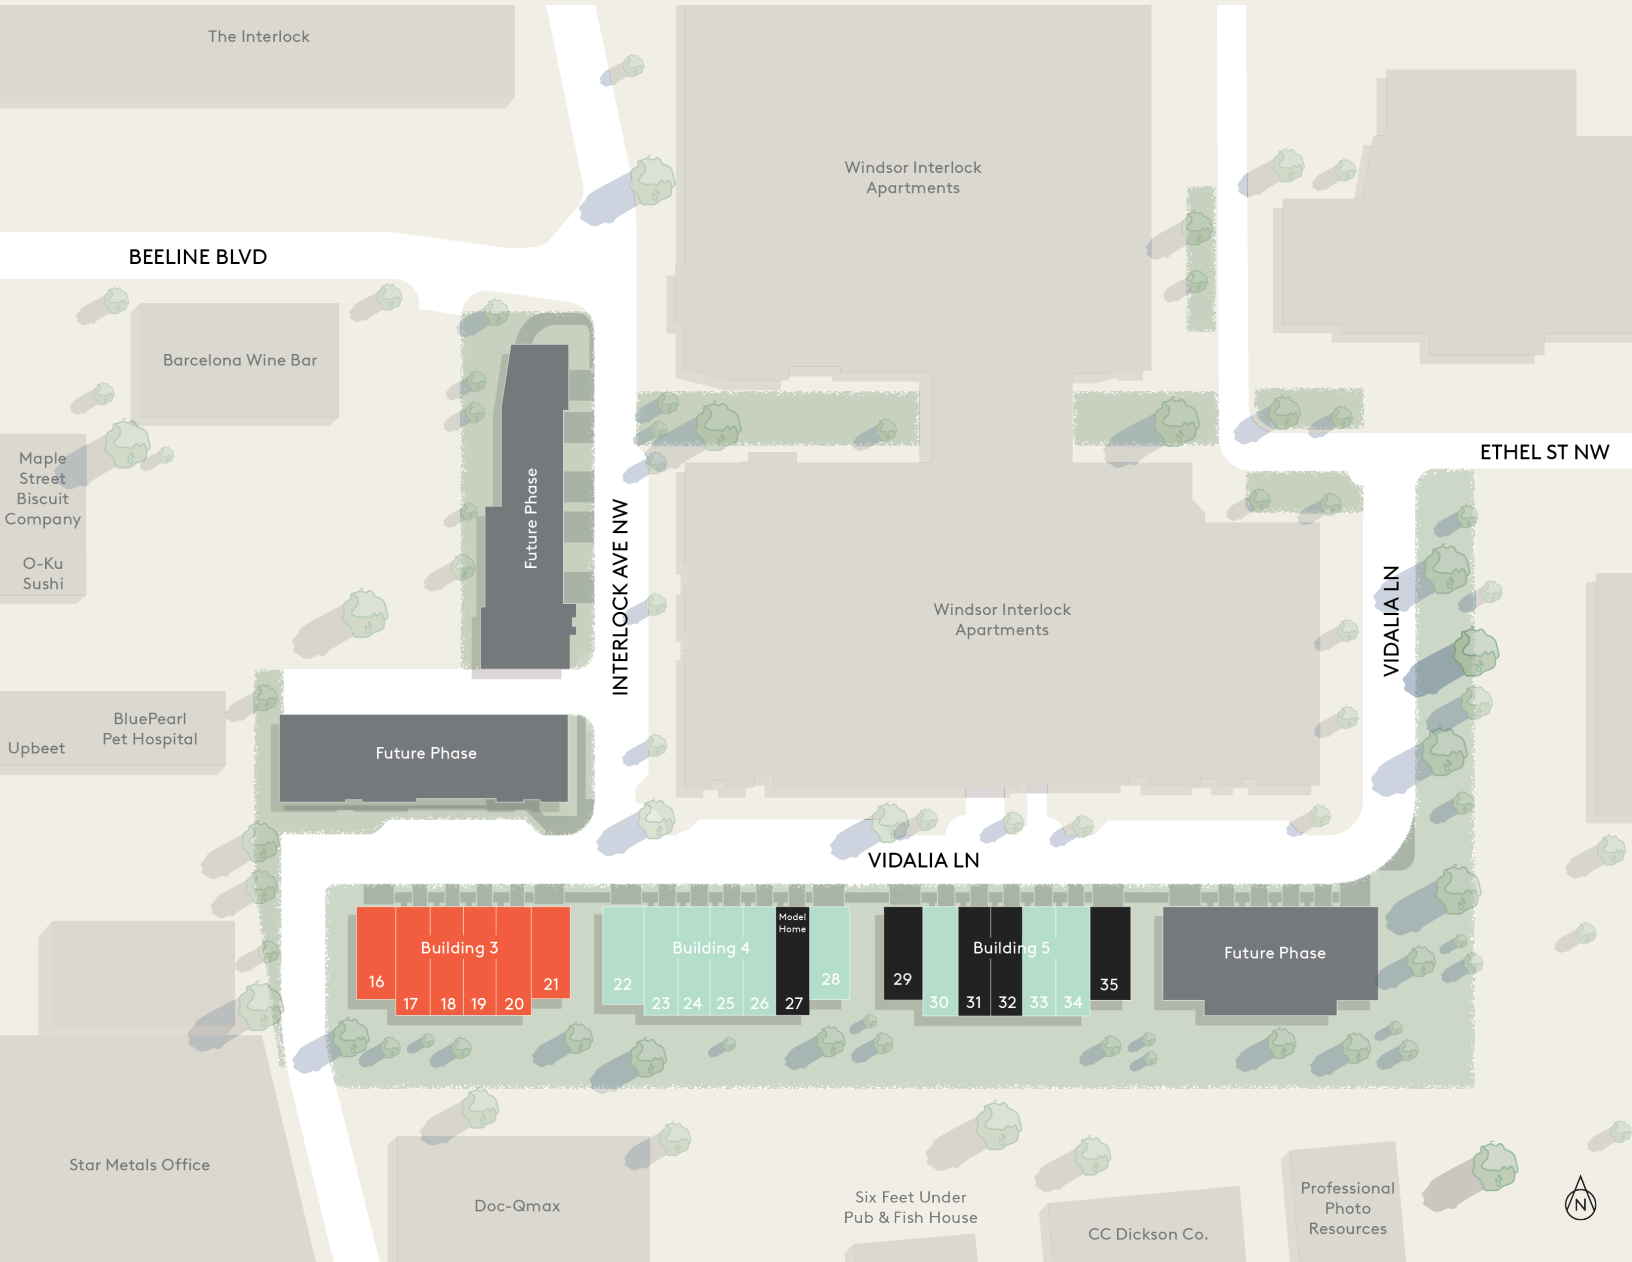 The Interlock
Windsor Interlock
Apartments
BEELINE BLVD
Barcelona Wine Bar
ETHEL ST NW
Maple
Street
Biscuit
Company
O-Ku
Sushi
Future Phase
INTERLOCK AVE NW
Windsor Interlock
Apartments
VIDALIA LN
BluePearl
Pet Hospital
Upbeet
Future Phase
VIDALIA LN
Building 3
16
17
18
19
20
21
Building 4
Model
Home
22
23
24
25
26
27
28
Building 5
29
30
31
32
33
34
35
Future Phase
Star Metals Office
Doc-Qmax
Six Feet Under
Pub & Fish House
CC Dickson Co.
Professional
Photo
Resources
N